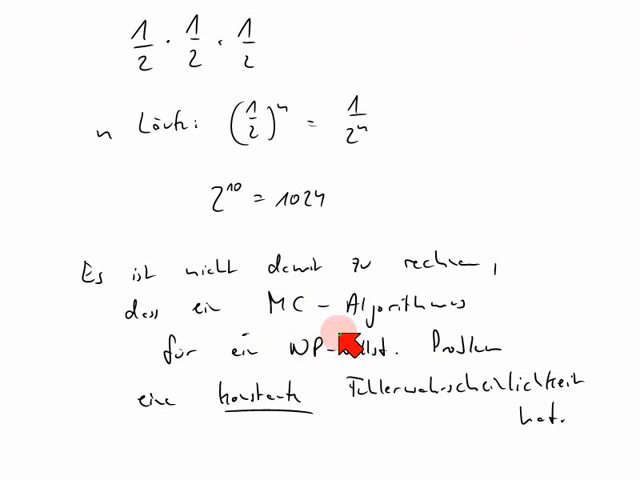 1/2 · 1/2 · 1/2
n Läufe: (1/2)^n = 1/2^n
2^10 = 1024
Es ist nicht damit zu rechnen,
dass ein MC-Algorithmus
für ein NP-vollst. Problem
eine konstante Fehlerwahrscheinlichkeit
hat.